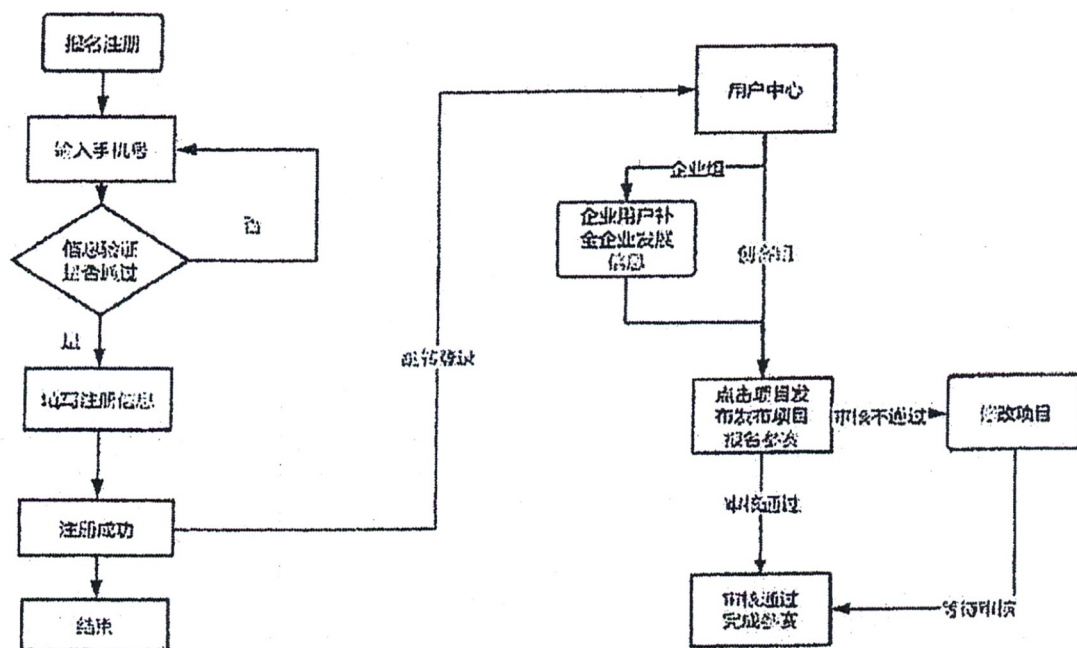 报名注册
输入手机号
信息验证
是否通过
否
是
填写注册信息
注册成功
结束
跳转登录
用户中心
企业组
企业用户补
全企业发展
信息
创客组
点击项目发
布发布项目
报名参赛
审核不通过
修改项目
审核通过
审核通过
完成参赛
等待审核